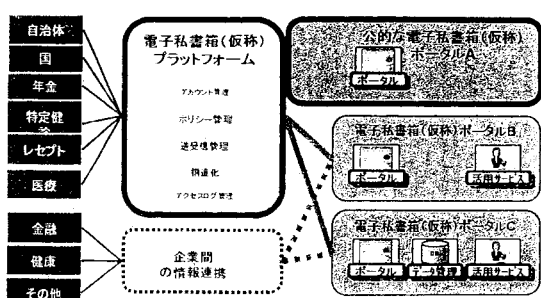 自治体
国
年金
特定健
診
レセプト
医療
金融
健康
その他
電子私書箱(仮称)
プラットフォーム
アカウント管理
ポリシー管理
送受信管理
構造化
アクセスログ管理
企業間
の情報連携
公的な電子私書箱(仮称)
ポータルA
ポータル
電子私書箱(仮称)ポータルB
ポータル
活用サービス
電子私書箱(仮称)ポータルC
ポータル
データ管理
活用サービス